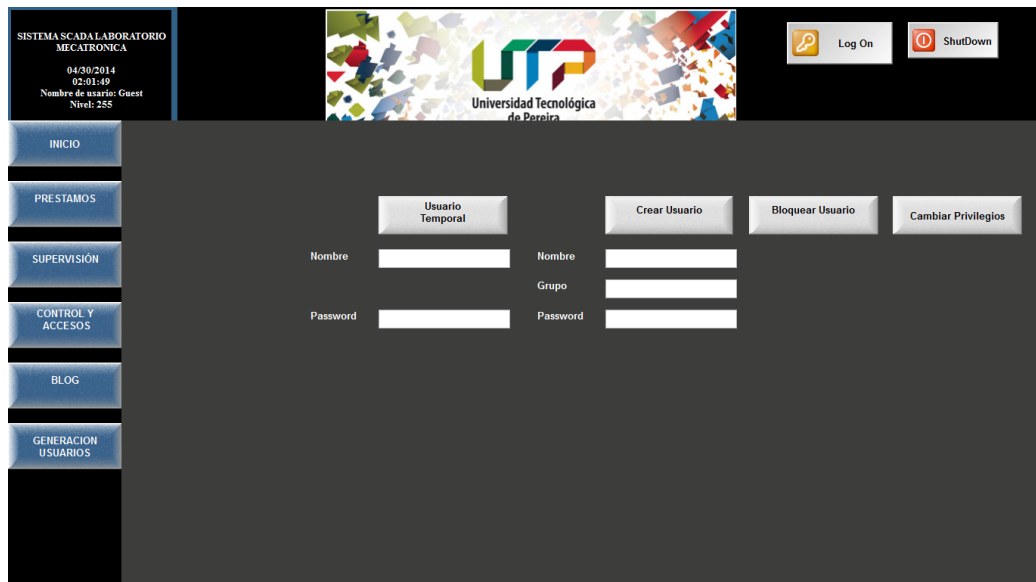 SISTEMA SCADA LABORATORIO
MECATRONICA
04/30/2014
02:01:49
Nombre de usario: Guest
Nivel: 255
UTP
Universidad Tecnológica
de Pereira
Log On
ShutDown
INICIO
PRESTAMOS
SUPERVISIÓN
CONTROL Y
ACCESOS
BLOG
GENERACION
USUARIOS
Usuario
Temporal
Crear Usuario
Bloquear Usuario
Cambiar Privilegios
Nombre
Nombre
Grupo
Password
Password